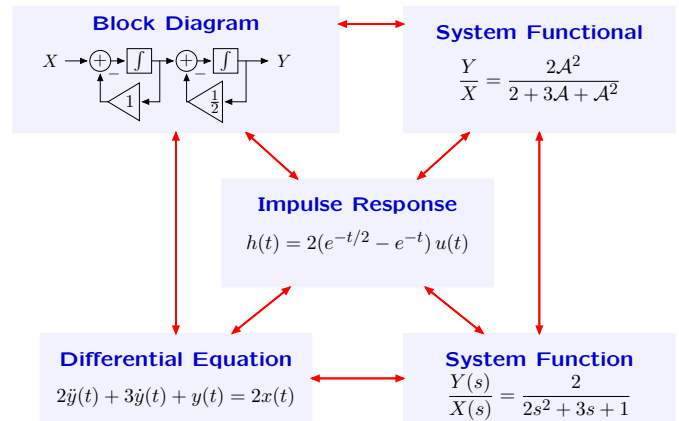 Block Diagram
X + − ∫ + − ∫ Y
1 1/2
System Functional
Y/X = 2𝒜²/(2 + 3𝒜 + 𝒜²)
Impulse Response
h(t) = 2(e^{−t/2} − e^{−t}) u(t)
Differential Equation
2ÿ(t) + 3ẏ(t) + y(t) = 2x(t)
System Function
Y(s)/X(s) = 2/(2s² + 3s + 1)